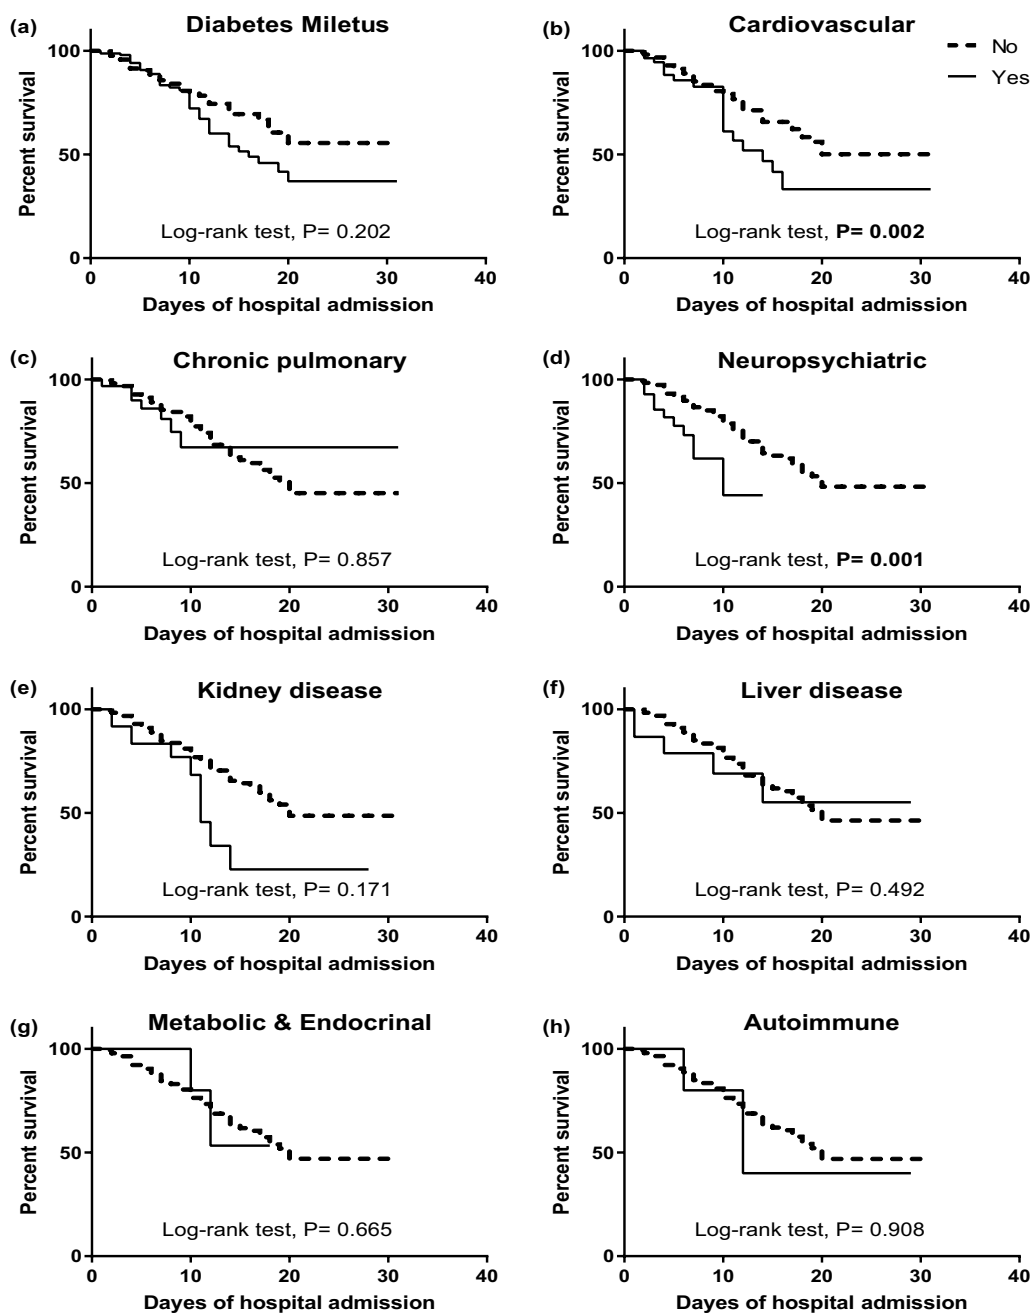 (a) Diabetes Miletus
100
50
0
Percent survival
Log-rank test, P= 0.202
0 10 20 30 40
Dayes of hospital admission
(b) Cardiovascular
No
Yes
100
50
0
Percent survival
Log-rank test, P= 0.002
0 10 20 30 40
Dayes of hospital admission
(c) Chronic pulmonary
100
50
0
Percent survival
Log-rank test, P= 0.857
0 10 20 30 40
Dayes of hospital admission
(d) Neuropsychiatric
100
50
0
Percent survival
Log-rank test, P= 0.001
0 10 20 30 40
Dayes of hospital admission
(e) Kidney disease
100
50
0
Percent survival
Log-rank test, P= 0.171
0 10 20 30 40
Dayes of hospital admission
(f) Liver disease
100
50
0
Percent survival
Log-rank test, P= 0.492
0 10 20 30 40
Dayes of hospital admission
(g) Metabolic & Endocrinal
100
50
0
Percent survival
Log-rank test, P= 0.665
0 10 20 30 40
Dayes of hospital admission
(h) Autoimmune
100
50
0
Percent survival
Log-rank test, P= 0.908
0 10 20 30 40
Dayes of hospital admission